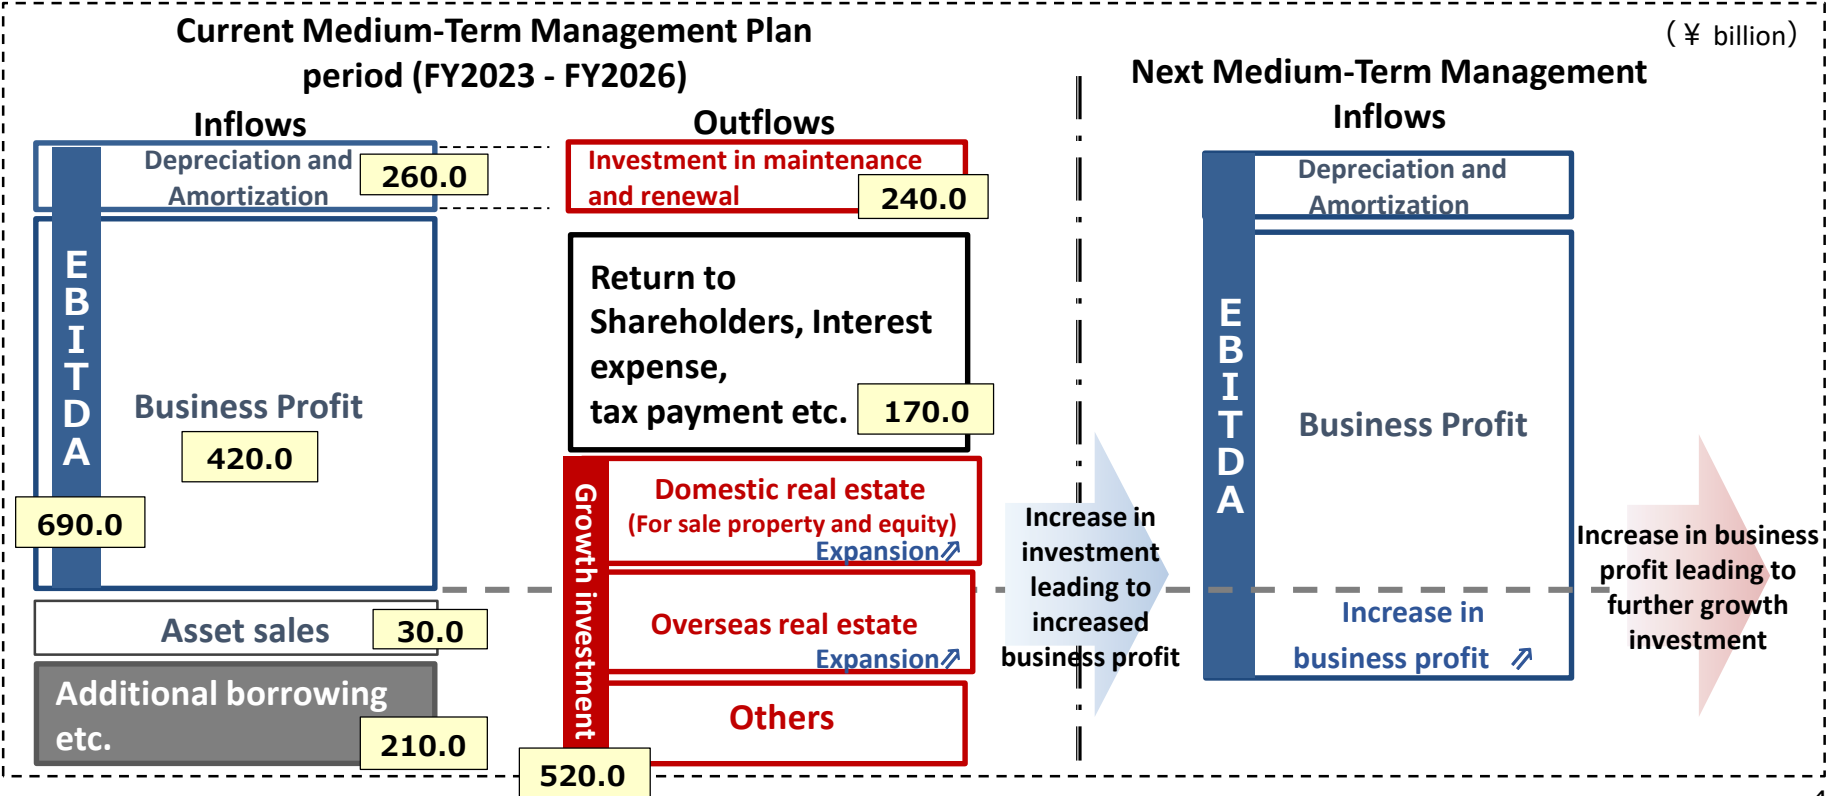 Current Medium-Term Management Plan
period (FY2023 - FY2026)
(¥ billion)
Inflows
Depreciation and
Amortization
260.0
EBITDA
Business Profit
420.0
690.0
Asset sales
30.0
Additional borrowing
etc.
210.0
Outflows
Investment in maintenance
and renewal
240.0
Return to
Shareholders, Interest
expense,
tax payment etc.
170.0
Growth investment
Domestic real estate
(For sale property and equity)
Expansion⇗
Overseas real estate
Expansion⇗
Others
520.0
Increase in
investment
leading to
increased
business profit
Next Medium-Term Management
Inflows
Depreciation and
Amortization
EBITDA
Business Profit
Increase in
business profit ⇗
Increase in business
profit leading to
further growth
investment